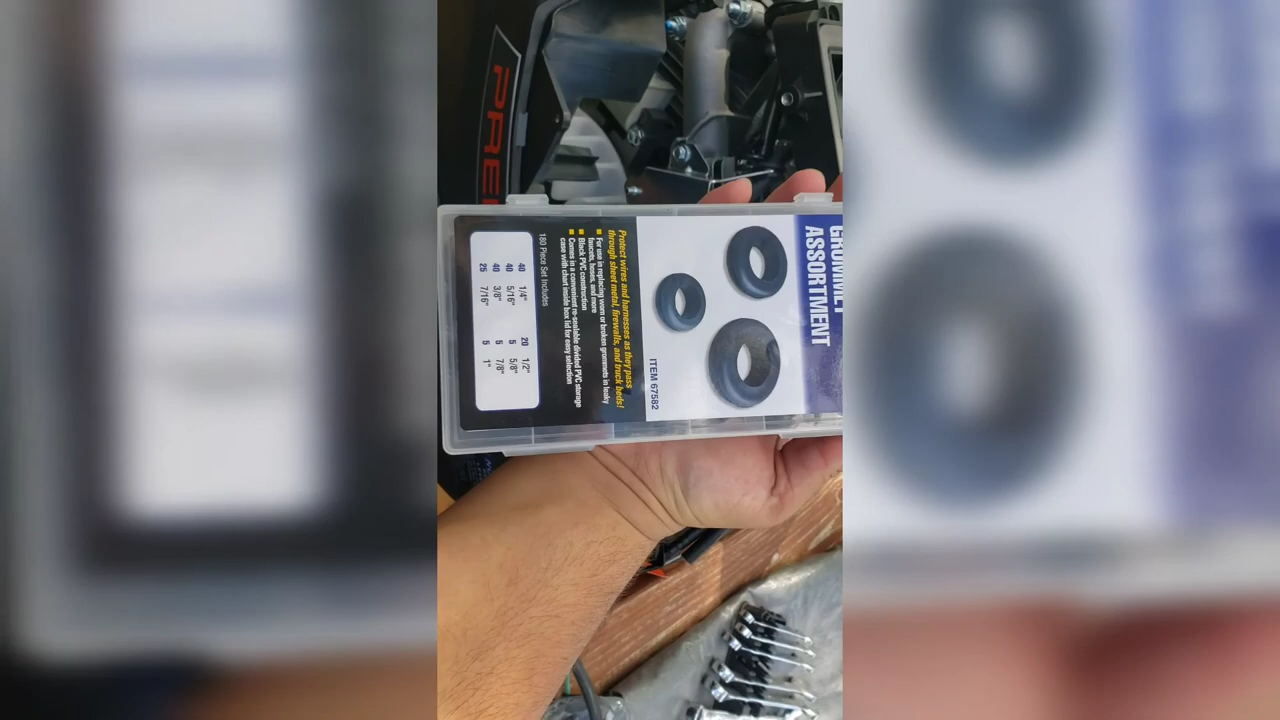 GROMMET
ASSORTMENT
ITEM 67582
Protect wires and harnesses as they pass
through sheet metal, firewalls, and truck beds!
For use in replacing worn or broken grommets in leaky
faucets, hoses, and more
Black PVC construction
Comes in a convenient re-sealable divided PVC storage
case with chart inside box lid for easy selection
180 Piece Set Includes
40 1/4" 20 1/2"
40 5/16" 5 5/8"
40 3/8" 5 7/8"
25 7/16" 5 1"
PRE